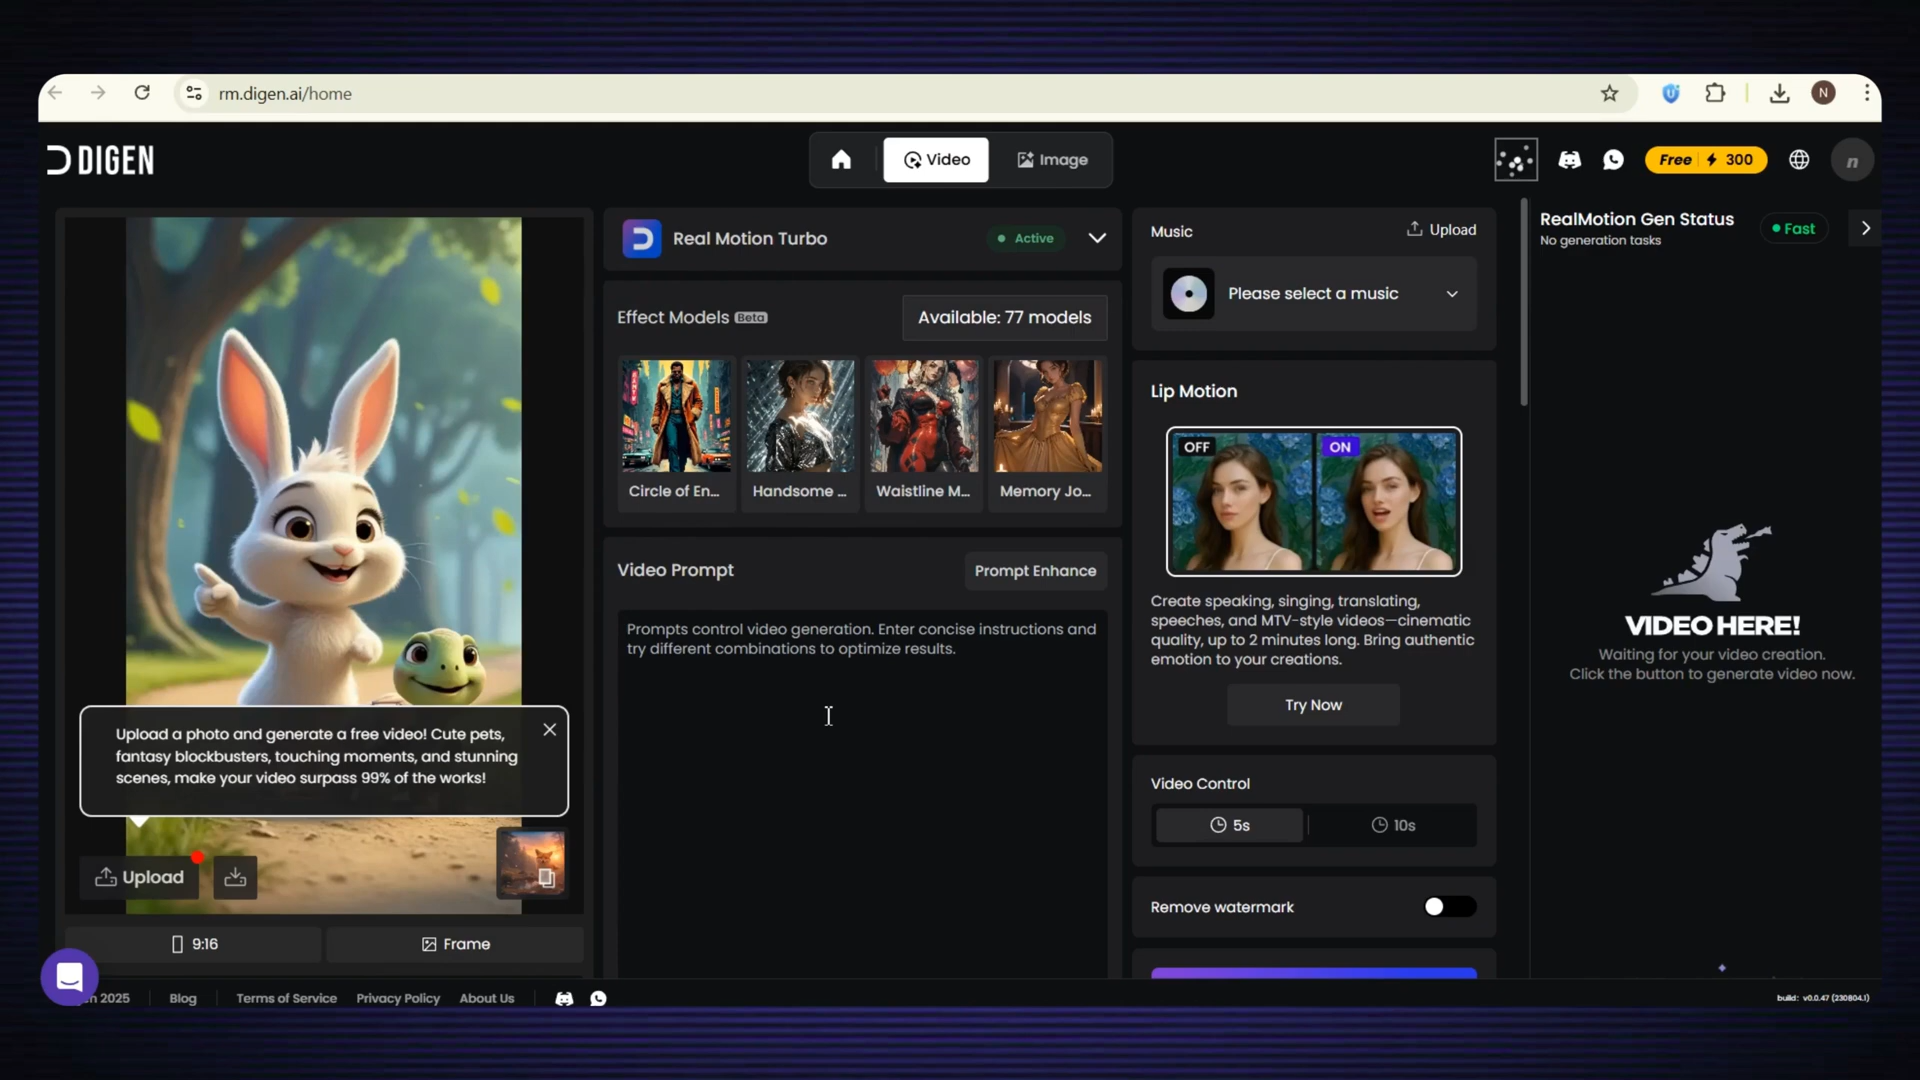 rm.digen.ai/home
N
DIGEN
Video
Image
Free
300
n
Upload a photo and generate a free video! Cute pets,
fantasy blockbusters, touching moments, and stunning
scenes, make your video surpass 99% of the works!
Upload
9:16
Frame
Real Motion Turbo
Active
Effect Models Beta
Available: 77 models
Circle of En...
Handsome ...
Waistline M...
Memory Jo...
Video Prompt
Prompt Enhance
Prompts control video generation. Enter concise instructions and
try different combinations to optimize results.
Music
Upload
Please select a music
Lip Motion
OFF
ON
Create speaking, singing, translating,
speeches, and MTV-style videos—cinematic
quality, up to 2 minutes long. Bring authentic
emotion to your creations.
Try Now
Video Control
5s
10s
Remove watermark
RealMotion Gen Status
No generation tasks
Fast
VIDEO HERE!
Waiting for your video creation.
Click the button to generate video now.
2025
Blog
Terms of Service
Privacy Policy
About Us
build: v0.0.47 (230804.1)